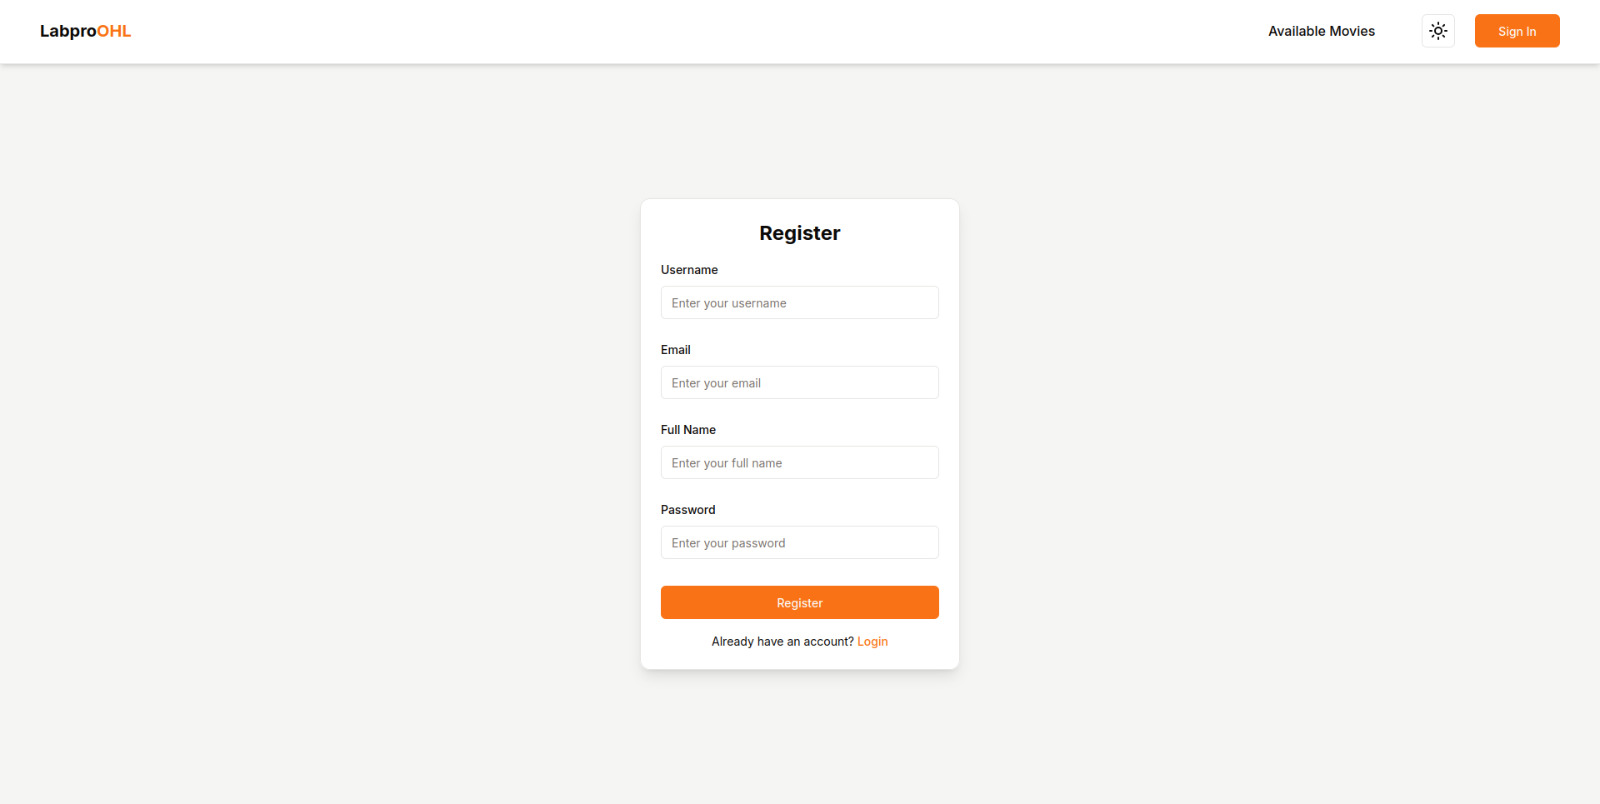 LabproOHL
Available Movies
Sign In
Register
Username
Enter your username
Email
Enter your email
Full Name
Enter your full name
Password
Enter your password
Register
Already have an account? Login